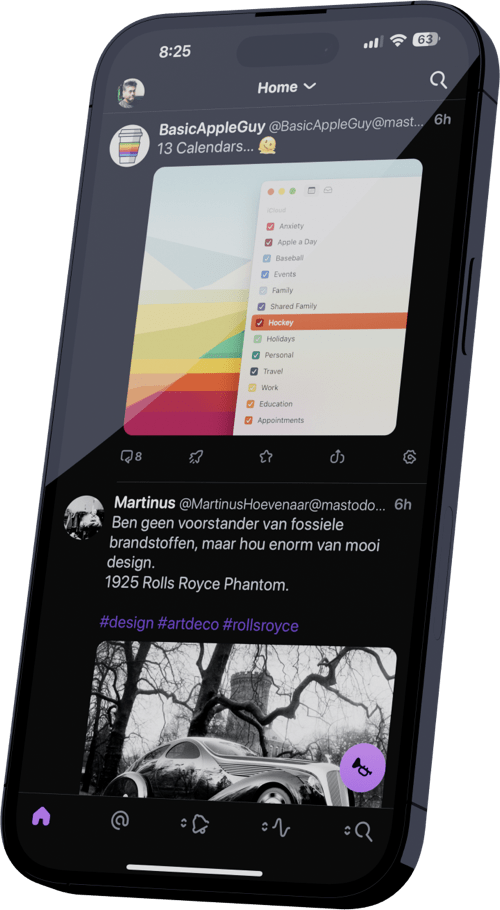 8:25
63
Home
BasicAppleGuy @BasicAppleGuy@mast... 6h
13 Calendars... 🫠
iCloud
Anxiety
Apple a Day
Baseball
Events
Family
Shared Family
Hockey
Holidays
Personal
Travel
Work
Education
Appointments
8
Martinus @MartinusHoevenaar@mastodo... 6h
Ben geen voorstander van fossiele
brandstoffen, maar hou enorm van mooi
design.
1925 Rolls Royce Phantom.
#design #artdeco #rollsroyce